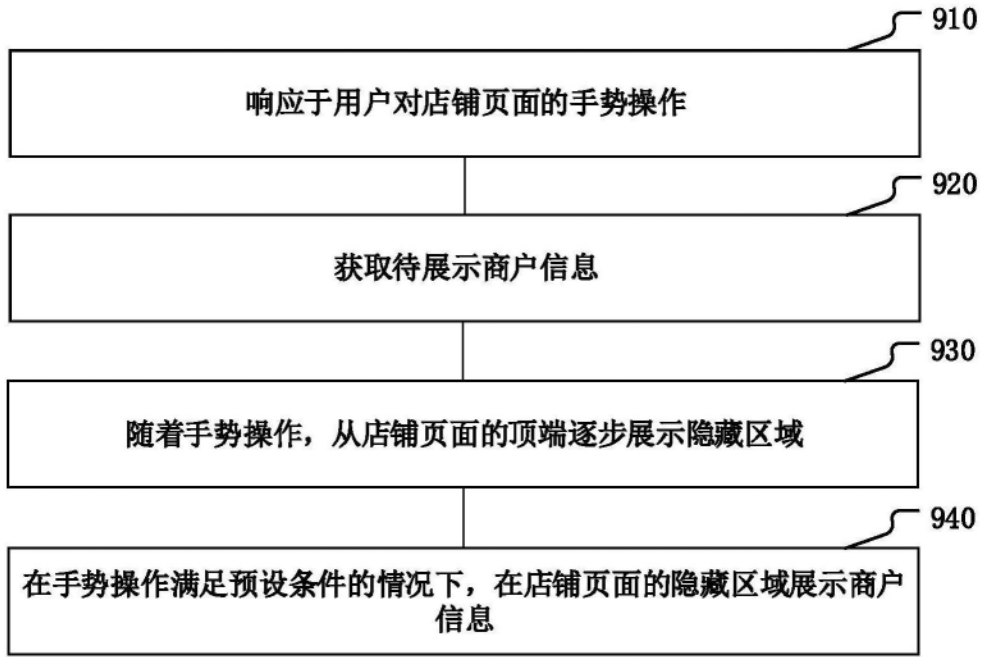 910
响应于用户对店铺页面的手势操作
920
获取待展示商户信息
930
随着手势操作，从店铺页面的顶端逐步展示隐藏区域
940
在手势操作满足预设条件的情况下，在店铺页面的隐藏区域展示商户
信息